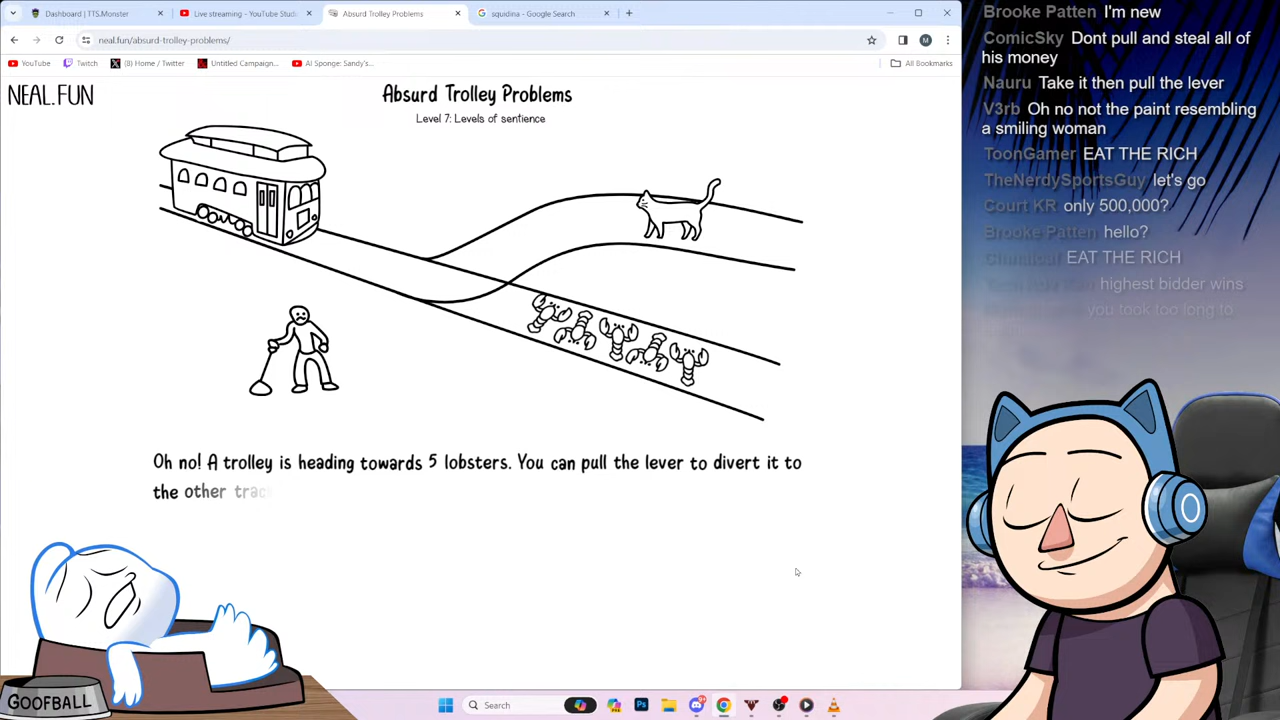 Dashboard | TTS.Monster
Live streaming - YouTube Studi
Absurd Trolley Problems
squidina - Google Search
neal.fun/absurd-trolley-problems/
YouTube
Twitch
(8) Home / Twitter
Untitled Campaign...
AI Sponge: Sandy's...
All Bookmarks
NEAL.FUN
Absurd Trolley Problems
Level 7: Levels of sentience
Oh no! A trolley is heading towards 5 lobsters. You can pull the lever to divert it to
the other trac
GOOFBALL
Search
Brooke Patten I'm new
ComicSky Dont pull and steal all of
his money
Nauru Take it then pull the lever
V3rb Oh no not the paint resembling
a smiling woman
ToonGamer EAT THE RICH
TheNerdySportsGuy let's go
Court KR only 500,000?
Brooke Patten hello?
EAT THE RICH
highest bidder wins
you took too long to